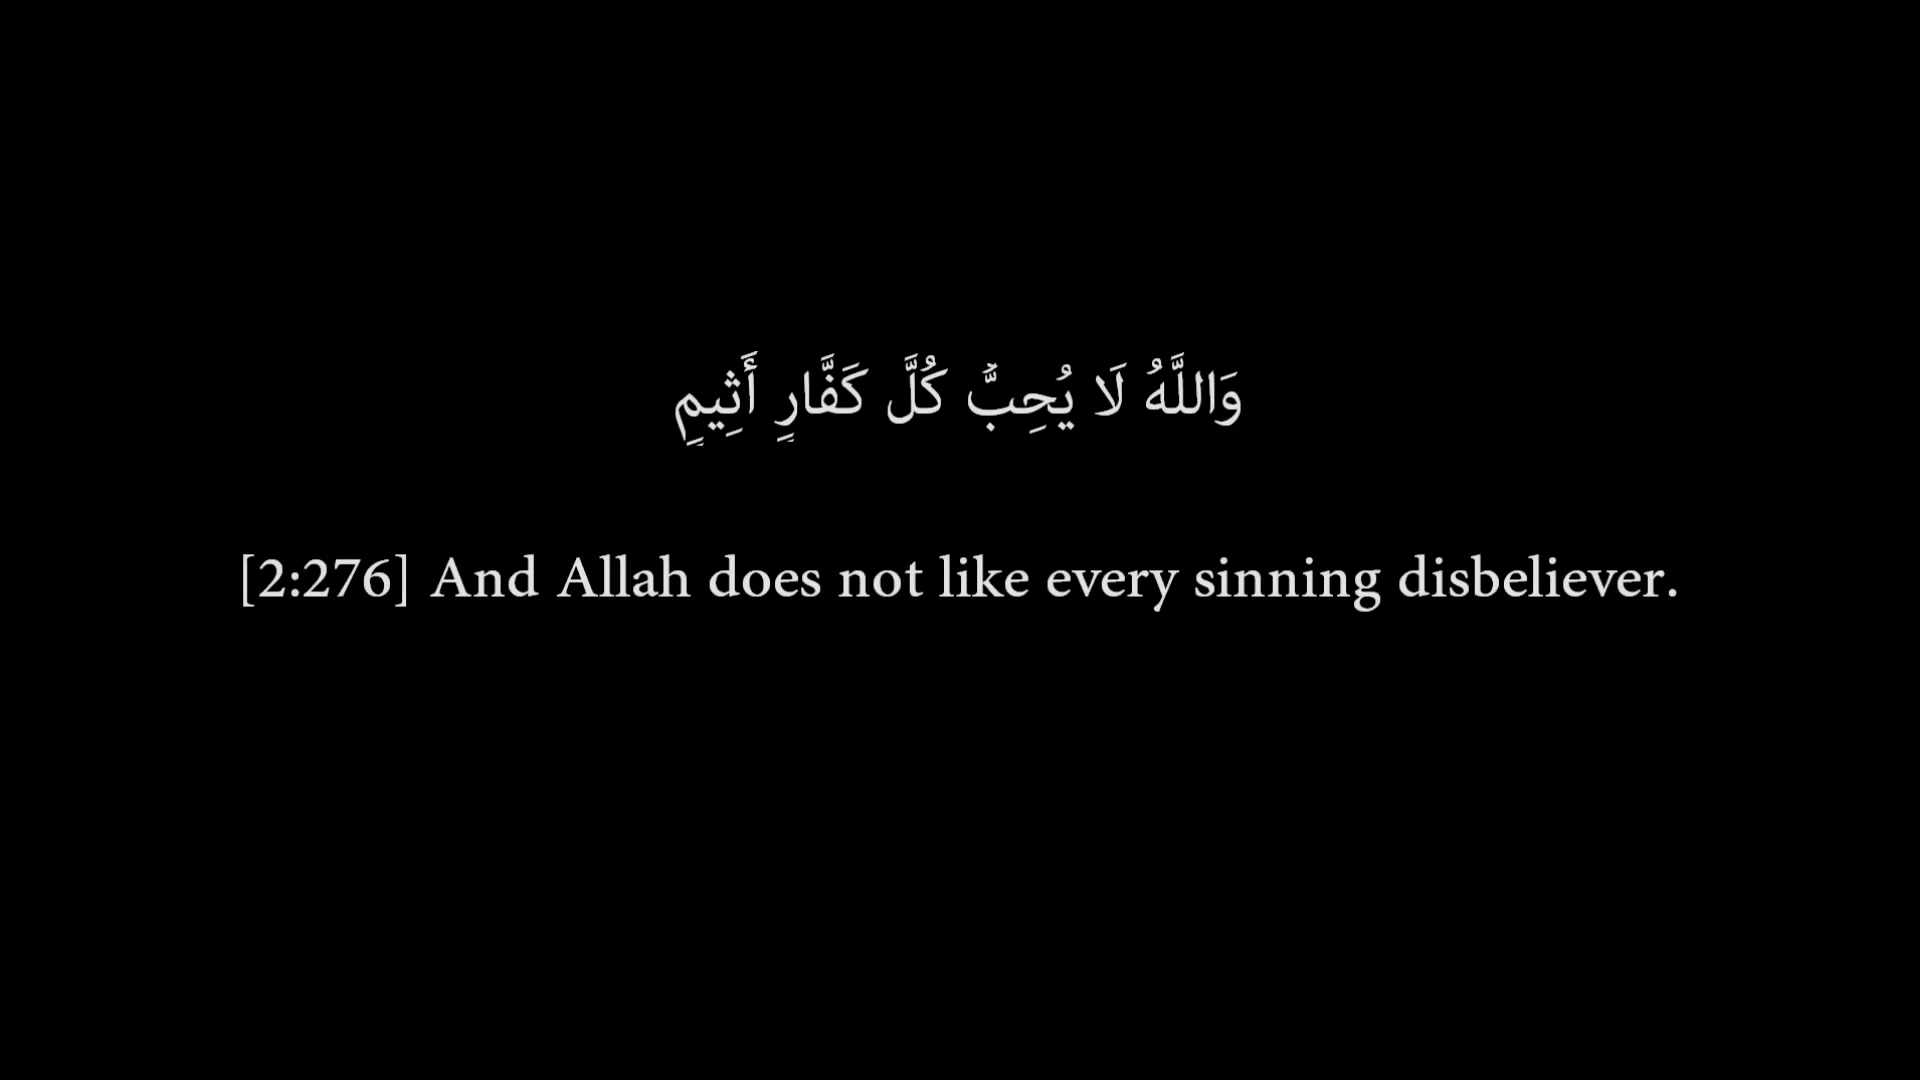 وَاللَّهُ لَا يُحِبُّ كُلَّ كَفَّارٍ أَثِيمٍ
[2:276] And Allah does not like every sinning disbeliever.